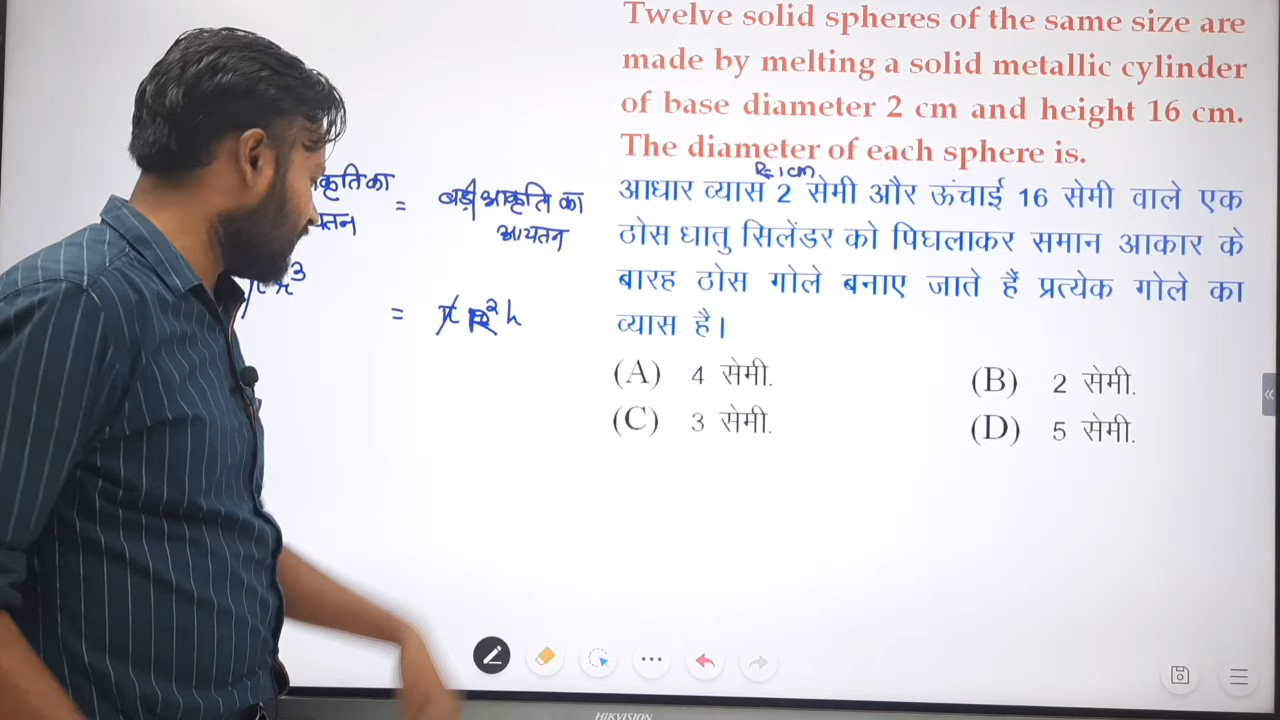 Twelve solid spheres of the same size are
made by melting a solid metallic cylinder
of base diameter 2 cm and height 16 cm.
The diameter of each sphere is.
R=1cm
आधार व्यास 2 सेमी और ऊंचाई 16 सेमी वाले एक
ठोस धातु सिलेंडर को पिघलाकर समान आकार के
बारह ठोस गोले बनाए जाते हैं प्रत्येक गोले का
व्यास है।
(A) 4 सेमी.
(B) 2 सेमी.
(C) 3 सेमी.
(D) 5 सेमी.
= बड़ी आकृति का
आयतन
= π R²h
HIKVISION